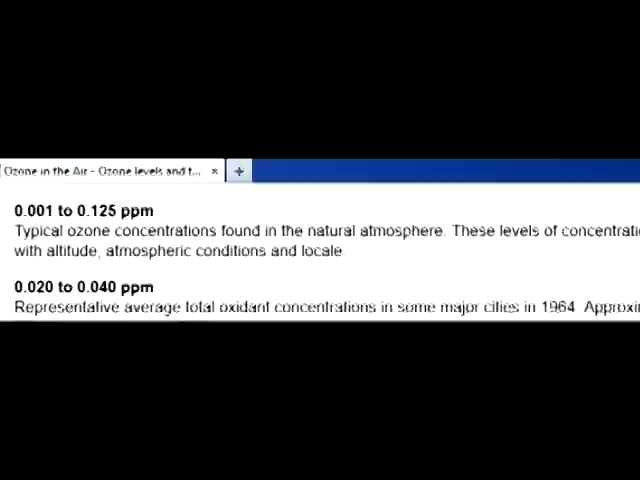 Ozone in the Air - Ozone levels and t...
0.001 to 0.125 ppm
Typical ozone concentrations found in the natural atmosphere. These levels of concentrati
with altitude, atmospheric conditions and locale.
0.020 to 0.040 ppm
Representative average total oxidant concentrations in some major cities in 1964. Approxi